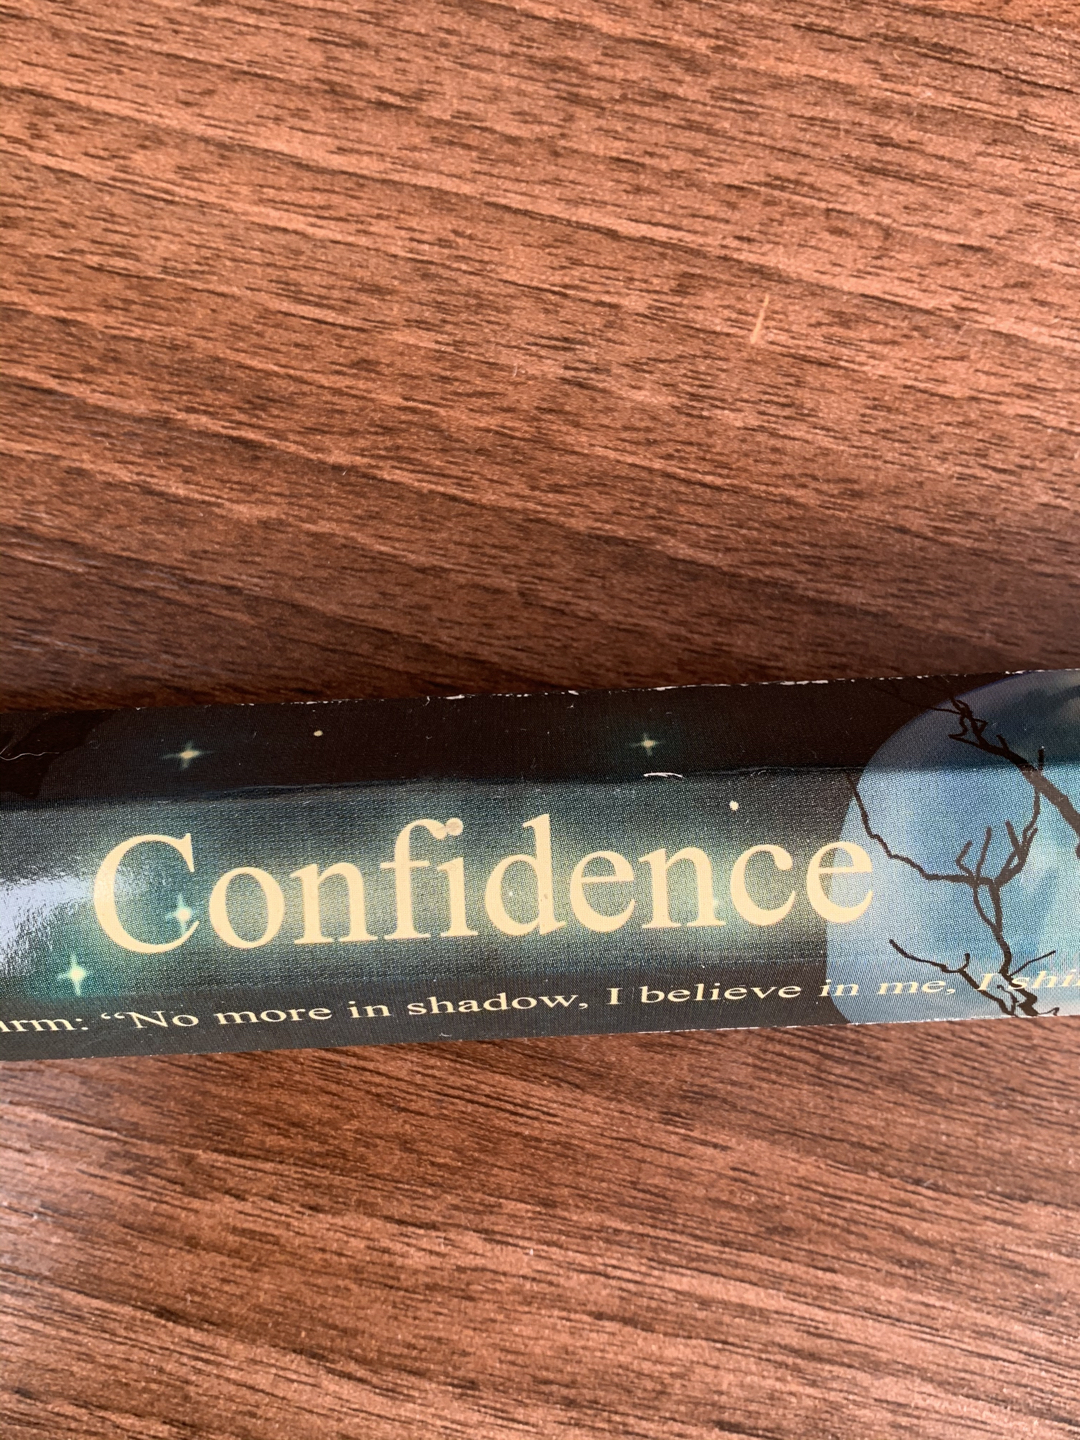 Confidence
"No more in shadow, I believe in me, I